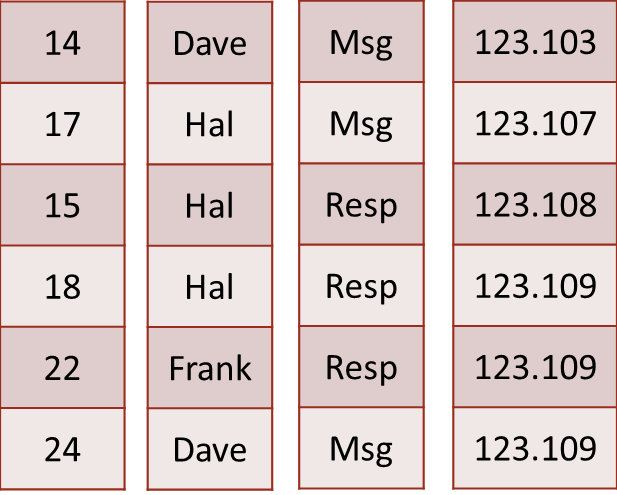 14 Dave Msg 123.103
17 Hal Msg 123.107
15 Hal Resp 123.108
18 Hal Resp 123.109
22 Frank Resp 123.109
24 Dave Msg 123.109